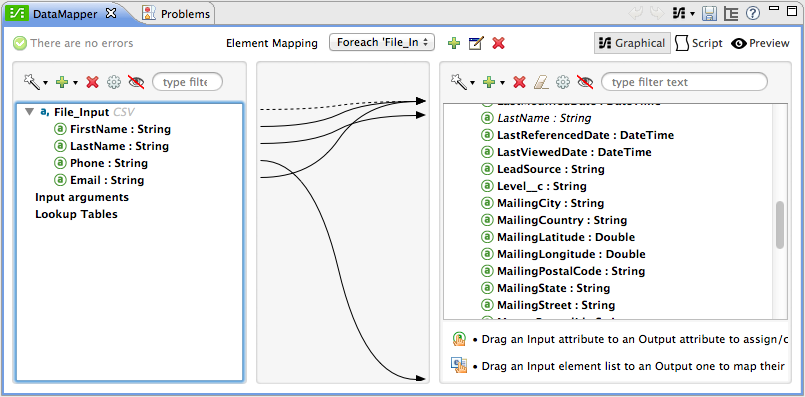 DataMapper Problems
There are no errors Element Mapping Foreach 'File_In Graphical Script Preview
type filte type filter text
File_Input CSV
FirstName : String
LastName : String
Phone : String
Email : String
Input arguments
Lookup Tables
LastModifiedDate : DateTime
LastName : String
LastReferencedDate : DateTime
LastViewedDate : DateTime
LeadSource : String
Level__c : String
MailingCity : String
MailingCountry : String
MailingLatitude : Double
MailingLongitude : Double
MailingPostalCode : String
MailingState : String
MailingStreet : String
• Drag an Input attribute to an Output attribute to assign/c
• Drag an Input element list to an Output one to map their